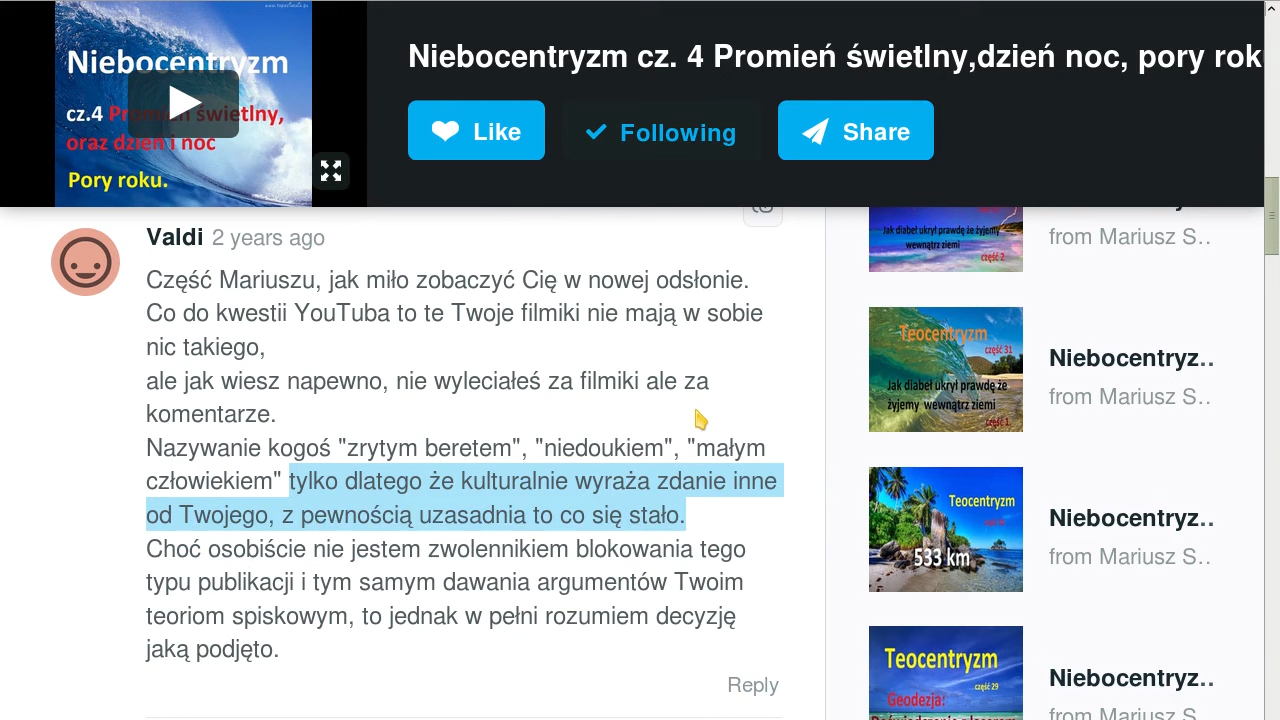 Niebocentryzm
cz.4 Promień świetlny,
oraz dzień i noc
Pory roku.
Niebocentryzm cz. 4 Promień świetlny,dzień noc, pory rok
Like
Following
Share
Valdi 2 years ago
Część Mariuszu, jak miło zobaczyć Cię w nowej odsłonie.
Co do kwestii YouTuba to te Twoje filmiki nie mają w sobie
nic takiego,
ale jak wiesz napewno, nie wyleciałeś za filmiki ale za
komentarze.
Nazywanie kogoś "zrytym beretem", "niedoukiem", "małym
człowiekiem" tylko dlatego że kulturalnie wyraża zdanie inne
od Twojego, z pewnością uzasadnia to co się stało.
Choć osobiście nie jestem zwolennikiem blokowania tego
typu publikacji i tym samym dawania argumentów Twoim
teoriom spiskowym, to jednak w pełni rozumiem decyzję
jaką podjęto.
Reply
Jak diabeł ukrył prawdę że żyjemy
wewnątrz ziemi
część 2
from Mariusz S..
Teocentryzm
część 31
Jak diabeł ukrył prawdę że
żyjemy wewnątrz ziemi
część 1
Niebocentryz..
from Mariusz S..
Teocentryzm
533 km
Niebocentryz..
from Mariusz S..
Teocentryzm
część 29
Geodezja:
Niebocentryz..
from Mariusz S..